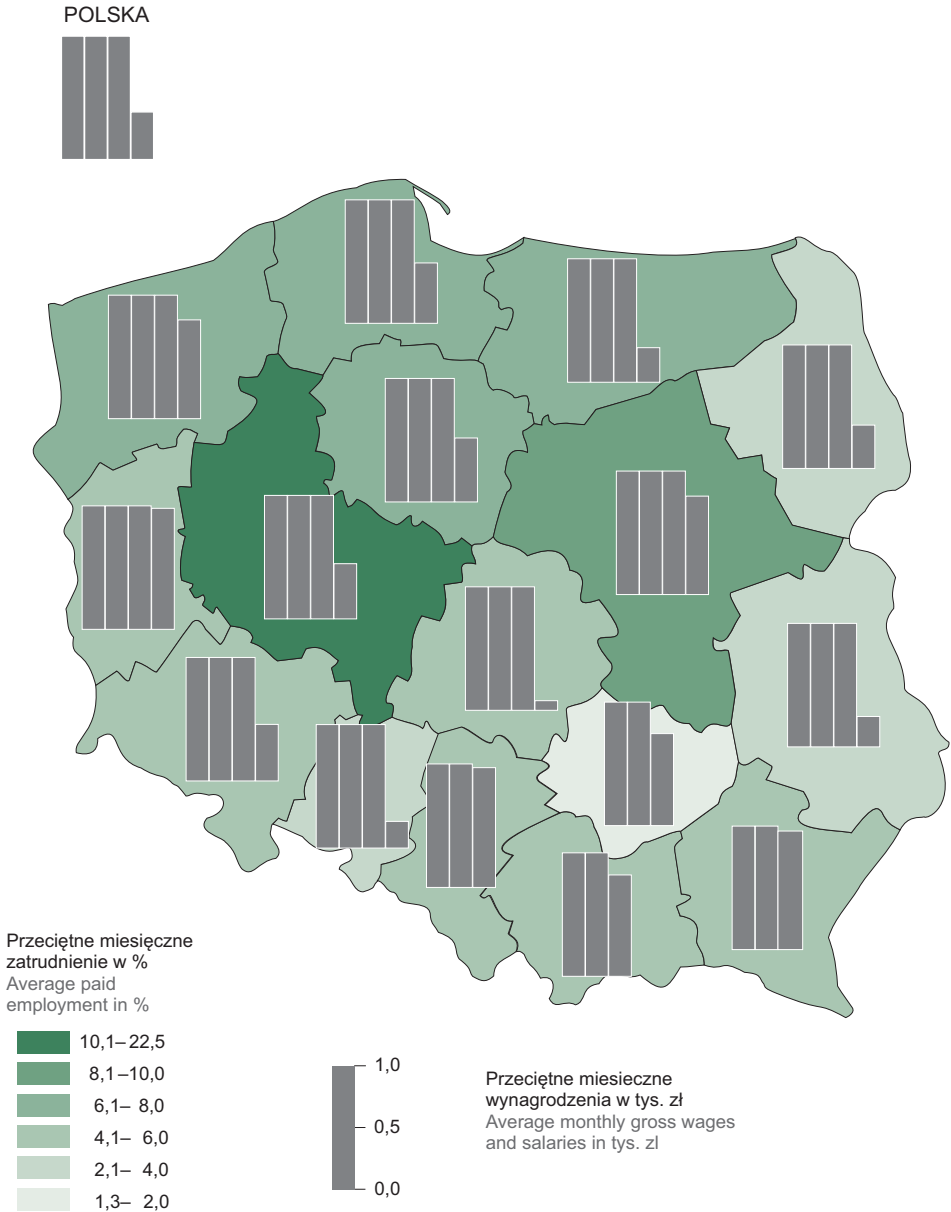 POLSKA
Przeciętne miesięczne
zatrudnienie w %
Average paid
employment in %
10,1– 22,5
8,1 –10,0
6,1– 8,0
4,1– 6,0
2,1– 4,0
1,3– 2,0
1,0
0,5
0,0
Przeciętne miesieczne
wynagrodzenia w tys. zł
Average monthly gross wages
and salaries in tys. zl